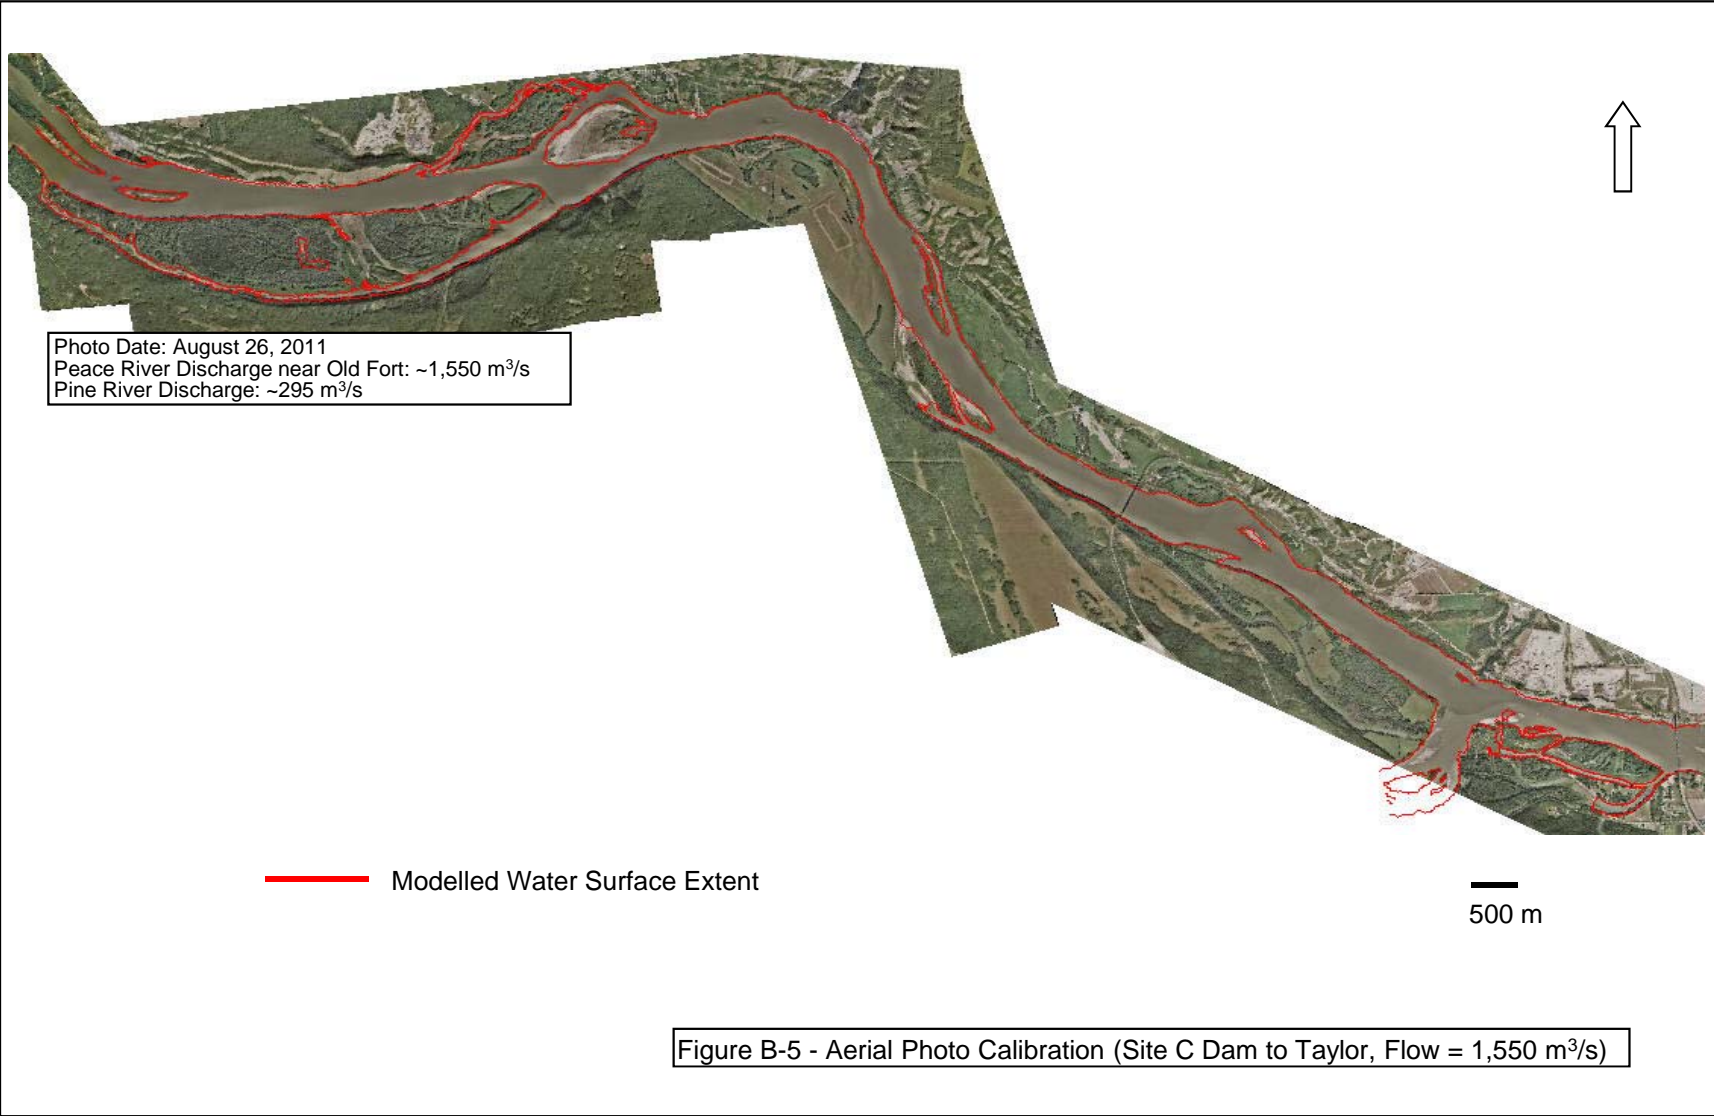 Photo Date: August 26, 2011
Peace River Discharge near Old Fort: ~1,550 m³/s
Pine River Discharge: ~295 m³/s
Modelled Water Surface Extent
500 m
Figure B-5 - Aerial Photo Calibration (Site C Dam to Taylor, Flow = 1,550 m³/s)